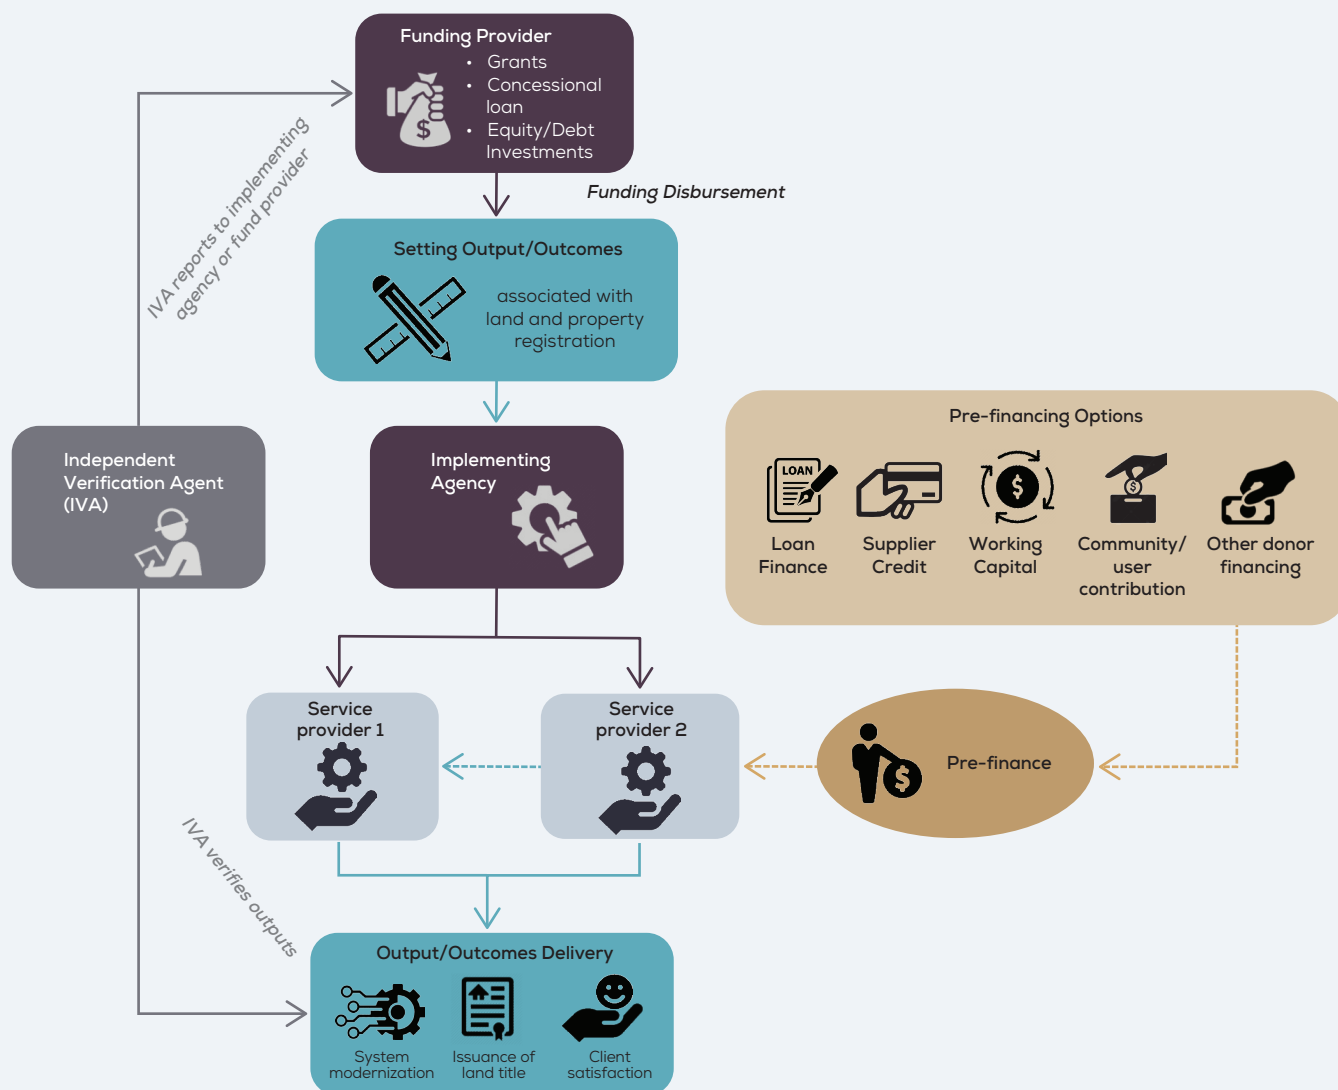 Funding Provider
• Grants
• Concessional
loan
• Equity/Debt
Investments
$
Funding Disbursement
IVA reports to implementing
agency or fund provider
Setting Output/Outcomes
associated with
land and property
registration
Independent
Verification Agent
(IVA)
Implementing
Agency
Pre-financing Options
LOAN
$
$
Loan
Finance
Supplier
Credit
Working
Capital
Community/
user
contribution
Other donor
financing
Service
provider 1
Service
provider 2
$
Pre-finance
IVA verifies outputs
Output/Outcomes Delivery
System
modernization
Issuance of
land title
Client
satisfaction